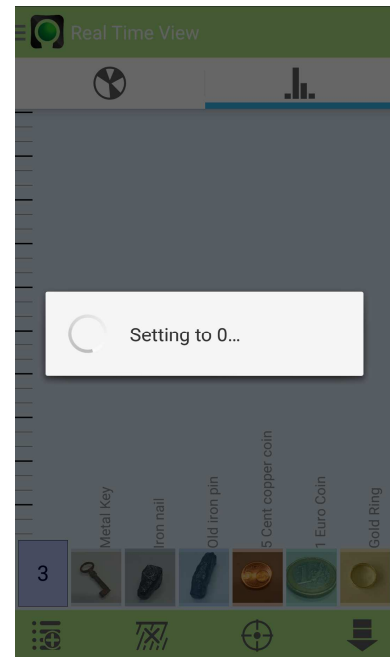 Real Time View
Setting to 0...
Metal Key
Iron nail
Old iron pin
5 Cent copper coin
1 Euro Coin
Gold Ring
3